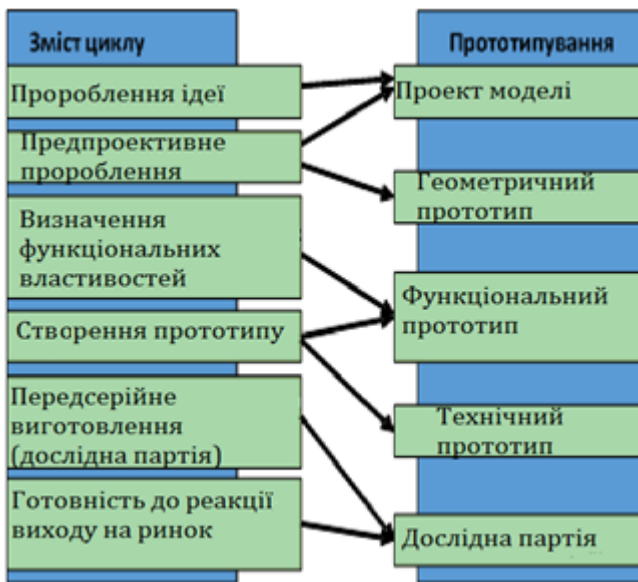 Зміст циклу
Пророблення ідеї
Предпроективне
пророблення
Визначення
функціональних
властивостей
Створення прототипу
Передсерійне
виготовлення
(дослідна партія)
Готовність до реакції
виходу на ринок
Прототипування
Проект моделі
Геометричний
прототип
Функціональний
прототип
Технічний
прототип
Дослідна партія